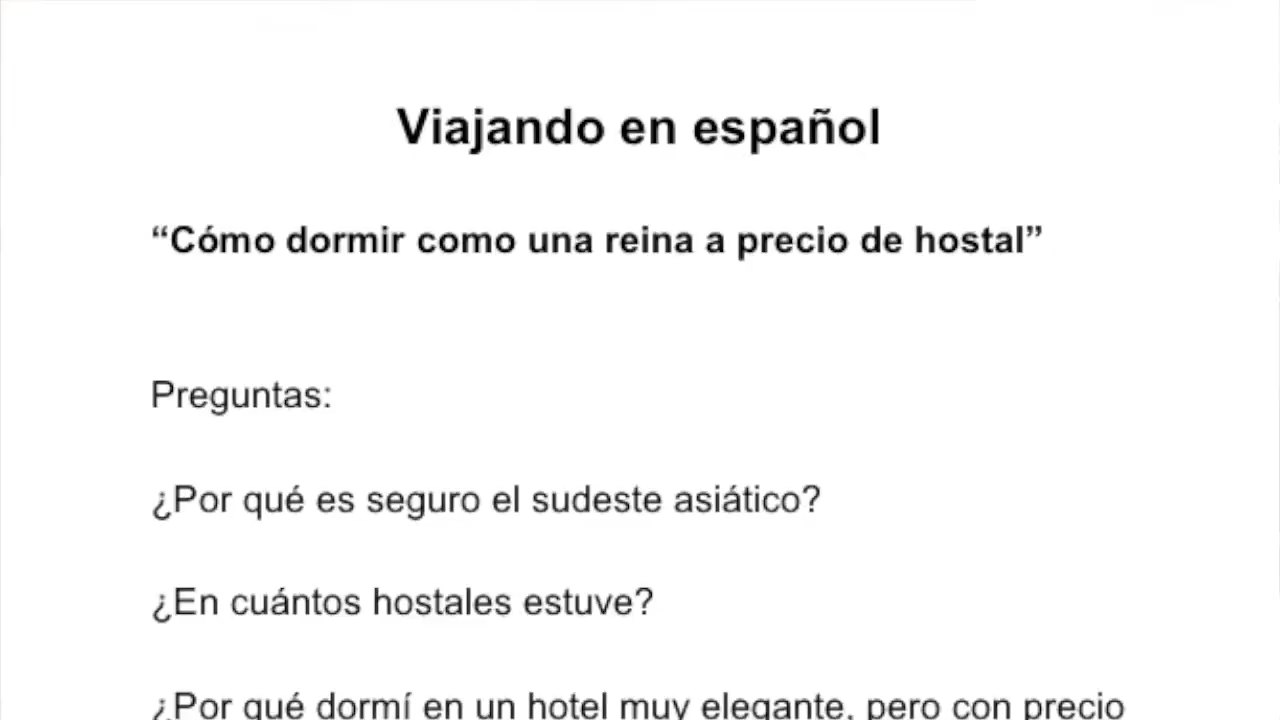 Viajando en español
“Cómo dormir como una reina a precio de hostal”
Preguntas:
¿Por qué es seguro el sudeste asiático?
¿En cuántos hostales estuve?
¿Por qué dormí en un hotel muy elegante, pero con precio